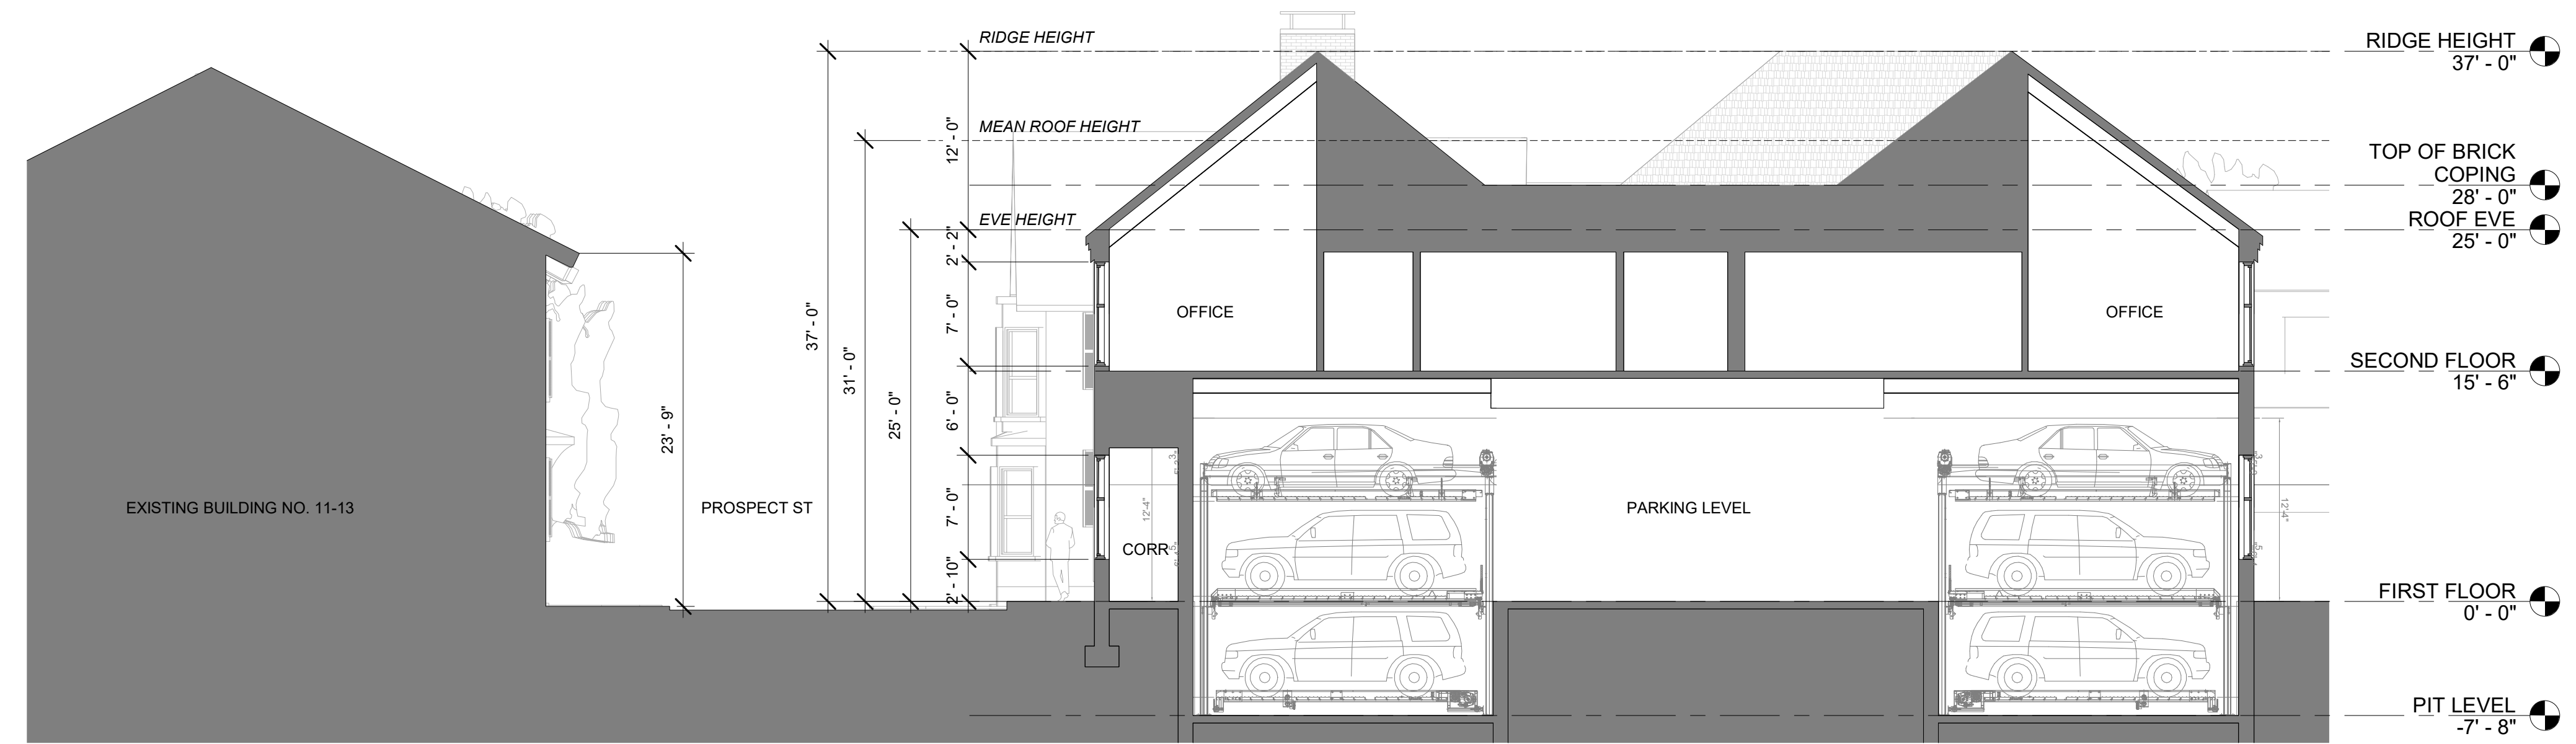 RIDGE HEIGHT
MEAN ROOF HEIGHT
EVE HEIGHT
37' - 0"
31' - 0"
25' - 0"
23' - 9"
12' - 0"
2' - 2"
7' - 0"
6' - 0"
7' - 0"
2' - 10"
EXISTING BUILDING NO. 11-13
PROSPECT ST
OFFICE
OFFICE
CORR
12'-4"
PARKING LEVEL
12'-4"
RIDGE HEIGHT
37' - 0"
TOP OF BRICK
COPING
28' - 0"
ROOF EVE
25' - 0"
SECOND FLOOR
15' - 6"
FIRST FLOOR
0' - 0"
PIT LEVEL
-7' - 8"